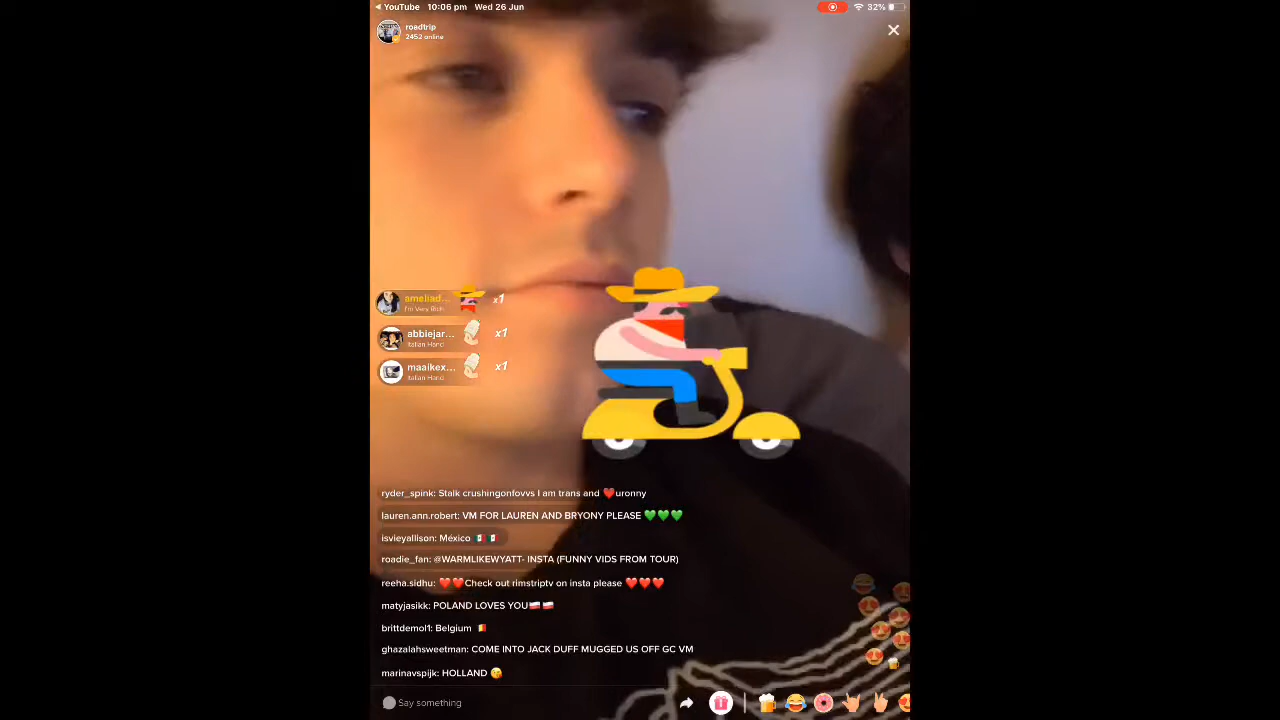 YouTube 10:06 pm Wed 26 Jun 32%
roadtrip
2452 online
ameliad... x1
I'm Very Rich
abbiejar... x1
Italian Hand
maaikex... x1
Italian Hand
ryder_spink: Stalk crushingonfovvs I am trans and ❤️uronny
lauren.ann.robert: VM FOR LAUREN AND BRYONY PLEASE 💚💚💚
isvieyallison: México 🇲🇽🇲🇽
roadie_fan: @WARMLIKEWYATT- INSTA (FUNNY VIDS FROM TOUR)
reeha.sidhu: ❤️❤️Check out rimstriptv on insta please ❤️❤️❤️
matyjasikk: POLAND LOVES YOU🇵🇱🇵🇱
brittdemol1: Belgium 🇧🇪
ghazalahsweetman: COME INTO JACK DUFF MUGGED US OFF GC VM
marinavspijk: HOLLAND 😘
Say something